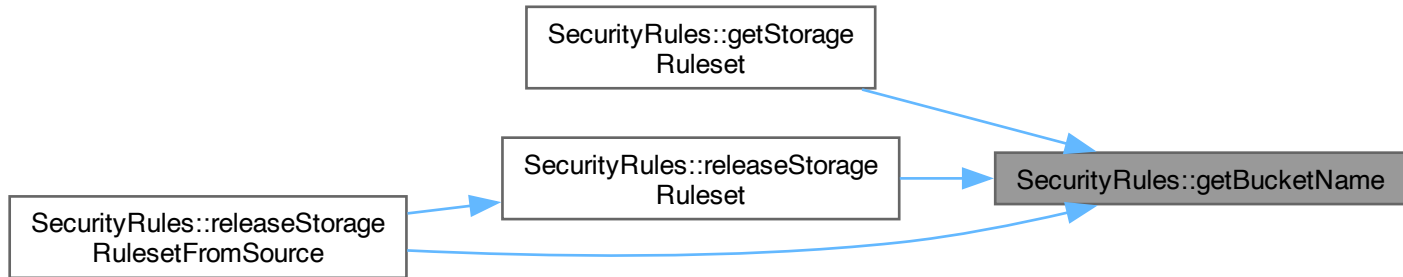 SecurityRules::getStorage
Ruleset
SecurityRules::releaseStorage
Ruleset
SecurityRules::getBucketName
SecurityRules::releaseStorage
RulesetFromSource